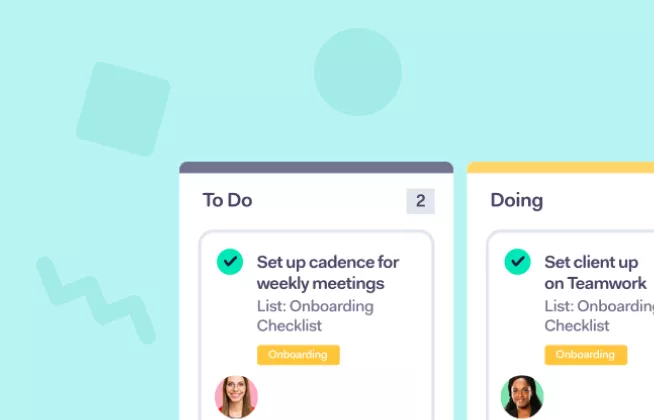 To Do
2
Set up cadence for
weekly meetings
List: Onboarding
Checklist
Onboarding
Doing
Set client up
on Teamwork
List: Onboarding
Checklist
Onboarding